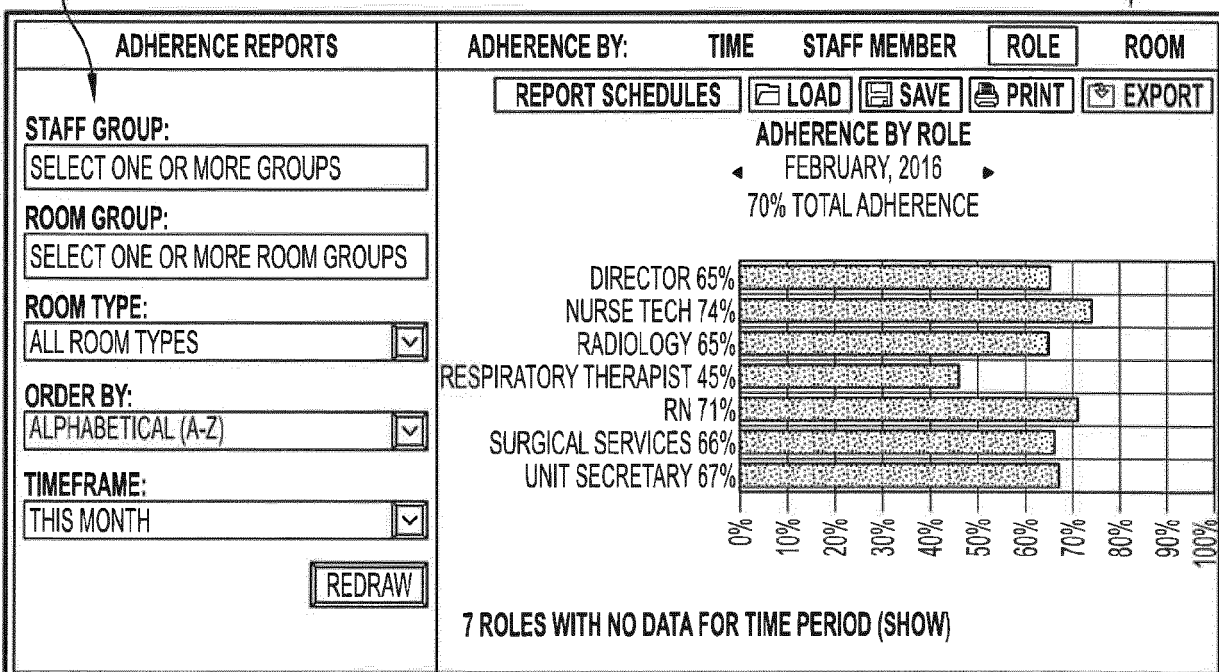 ADHERENCE REPORTS
STAFF GROUP:
SELECT ONE OR MORE GROUPS
ROOM GROUP:
SELECT ONE OR MORE ROOM GROUPS
ROOM TYPE:
ALL ROOM TYPES
ORDER BY:
ALPHABETICAL (A-Z)
TIMEFRAME:
THIS MONTH
REDRAW
ADHERENCE BY: TIME STAFF MEMBER ROLE ROOM
REPORT SCHEDULES LOAD SAVE PRINT EXPORT
ADHERENCE BY ROLE
FEBRUARY, 2016
70% TOTAL ADHERENCE
DIRECTOR 65%
NURSE TECH 74%
RADIOLOGY 65%
RESPIRATORY THERAPIST 45%
RN 71%
SURGICAL SERVICES 66%
UNIT SECRETARY 67%
0% 10% 20% 30% 40% 50% 60% 70% 80% 90% 100%
7 ROLES WITH NO DATA FOR TIME PERIOD (SHOW)